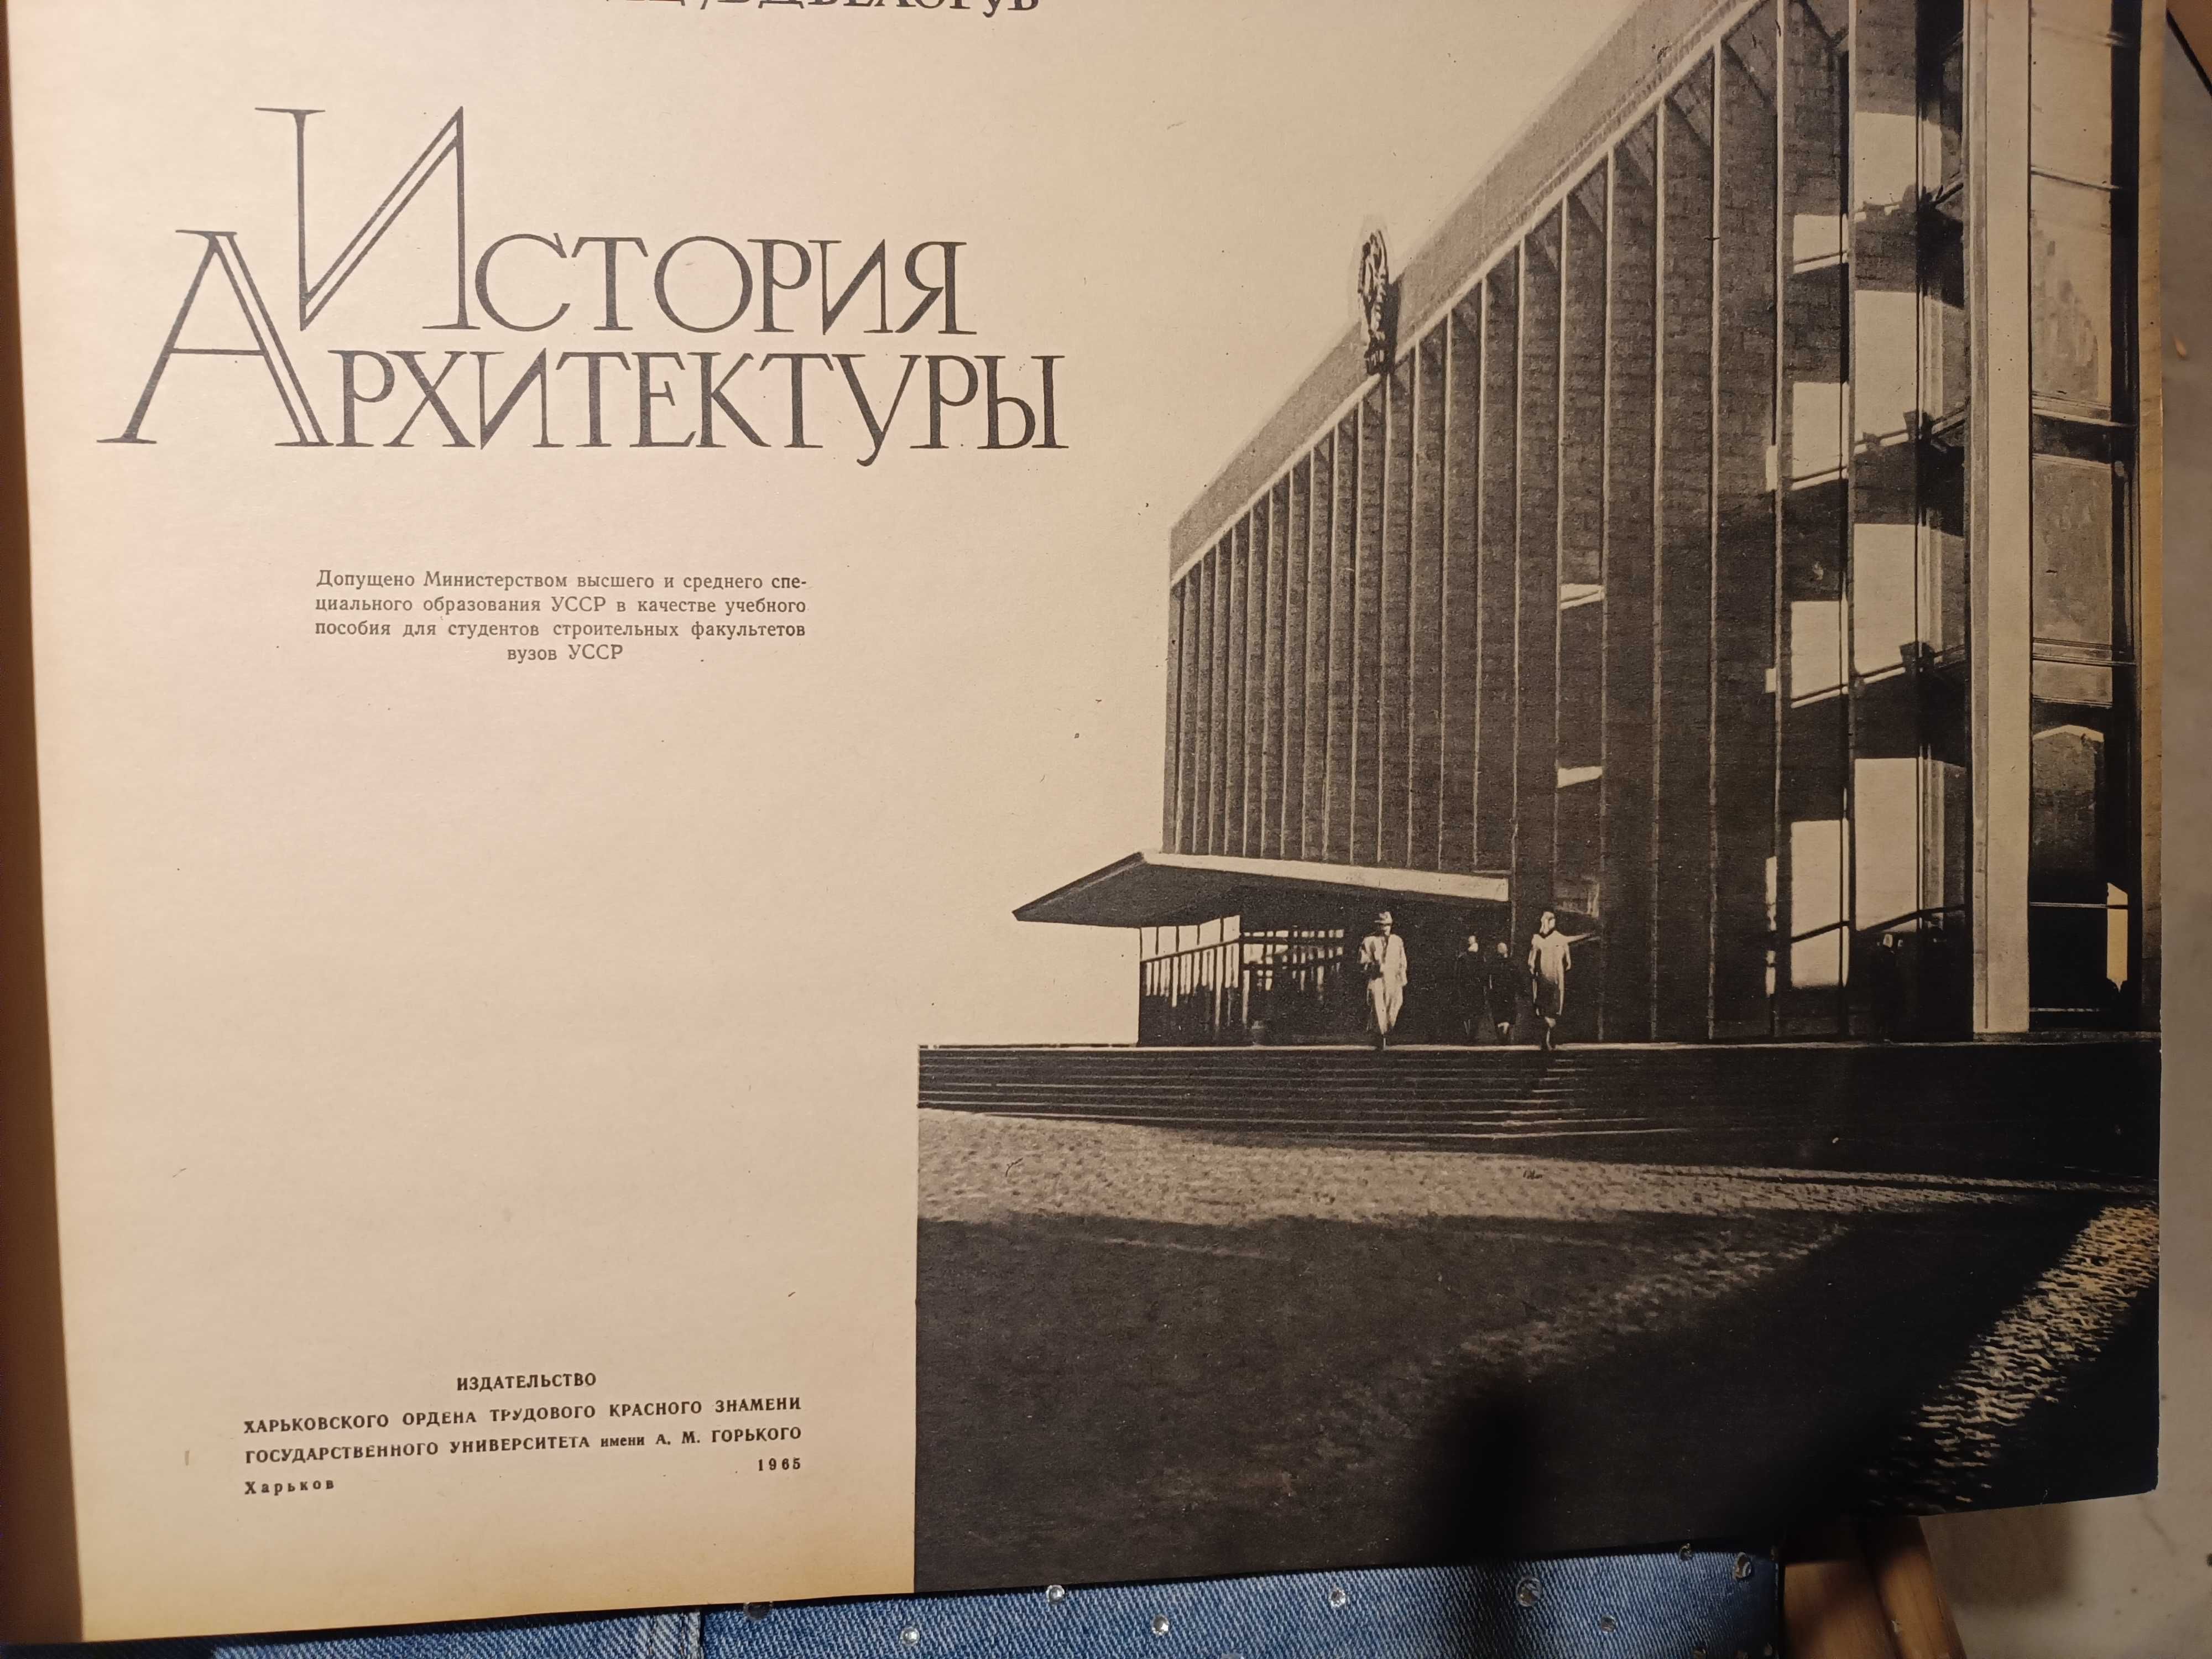 История
Архитектуры
Допущено Министерством высшего и среднего спе-
циального образования УССР в качестве учебного
пособия для студентов строительных факультетов
вузов УССР
ИЗДАТЕЛЬСТВО
ХАРЬКОВСКОГО ОРДЕНА ТРУДОВОГО КРАСНОГО ЗНАМЕНИ
ГОСУДАРСТВЕННОГО УНИВЕРСИТЕТА имени А. М. ГОРЬКОГО
Харьков 1965